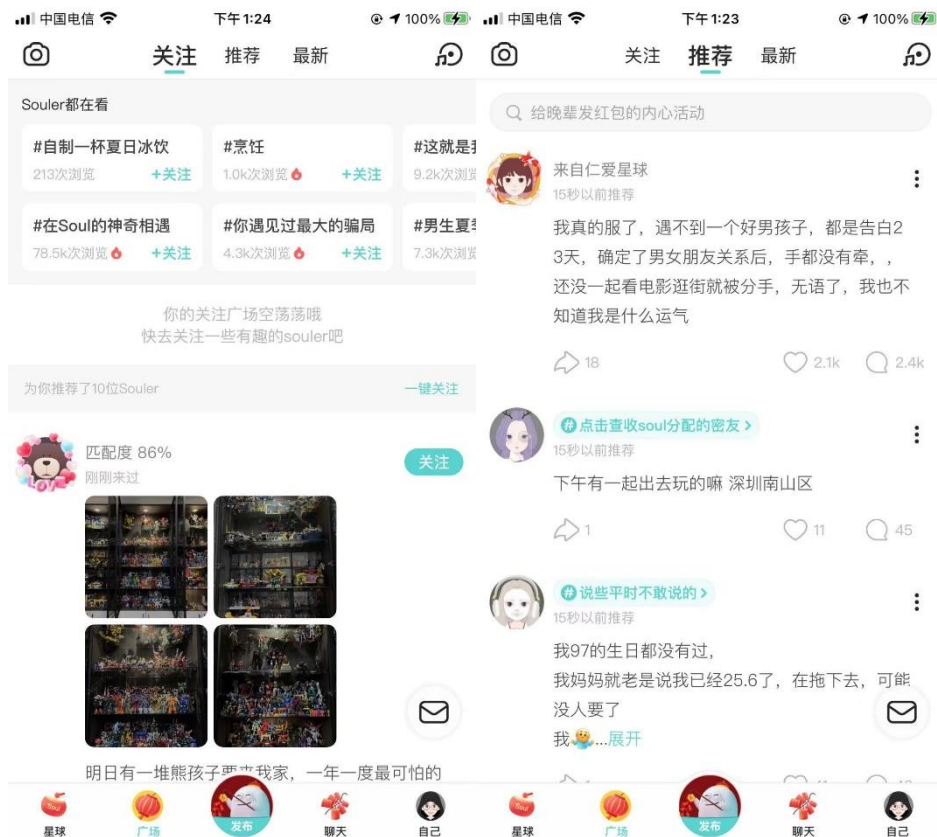 中国电信 下午 1:24 100%
关注 推荐 最新
Souler都在看
#自制一杯夏日冰饮 #烹饪 #这就是
213次浏览 +关注 1.0k次浏览 +关注 9.2k次浏览
#在Soul的神奇相遇 #你遇见过最大的骗局 #男生夏
78.5k次浏览 +关注 4.3k次浏览 +关注 7.3k次浏览
你的关注广场空荡荡哦
快去关注一些有趣的souler吧
为你推荐了10位Souler 一键关注
匹配度 86%
刚刚来过
关注
LOVE
明日有一堆熊孩子要来我家，一年一度最可怕的
Soul
星球 广场 发布 聊天 自己
中国电信 下午 1:23 100%
关注 推荐 最新
给晚辈发红包的内心活动
来自仁爱星球
15秒以前推荐
我真的服了，遇不到一个好男孩子，都是告白2
3天，确定了男女朋友关系后，手都没有牵，,
还没一起看电影逛街就被分手，无语了，我也不
知道我是什么运气
18 2.1k 2.4k
#点击查收soul分配的密友 >
15秒以前推荐
下午有一起出去玩的嘛 深圳南山区
1 11 45
#说些平时不敢说的 >
15秒以前推荐
我97的生日都没有过，
我妈妈就老是说我已经25.6了，在拖下去，可能
没人要了
我...展开
星球 广场 发布 聊天 自己